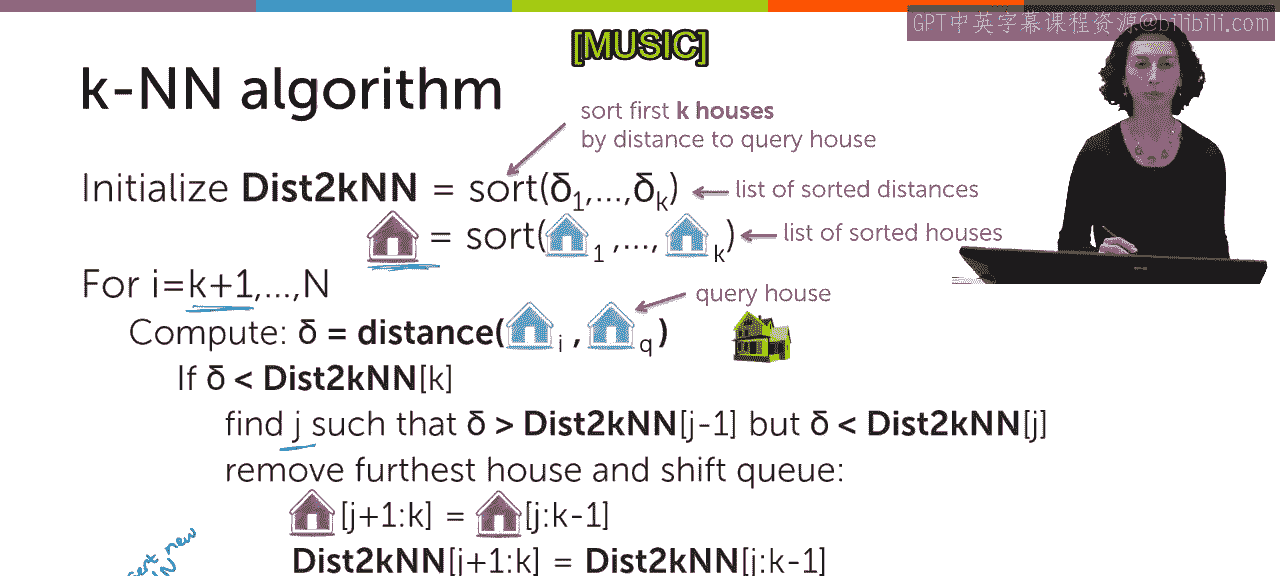 GPT中英字幕课程资源@bilibili.com
[MUSIC]
k-NN algorithm
sort first k houses
by distance to query house
Initialize Dist2kNN = sort(δ1,...,δk) list of sorted distances
= sort( 1 ,..., k) list of sorted houses
For i=k+1,...,N
query house
Compute: δ = distance( i , q )
If δ < Dist2kNN[k]
find j such that δ > Dist2kNN[j-1] but δ < Dist2kNN[j]
remove furthest house and shift queue:
[j+1:k] = [j:k-1]
Dist2kNN[j+1:k] = Dist2kNN[j:k-1]
new